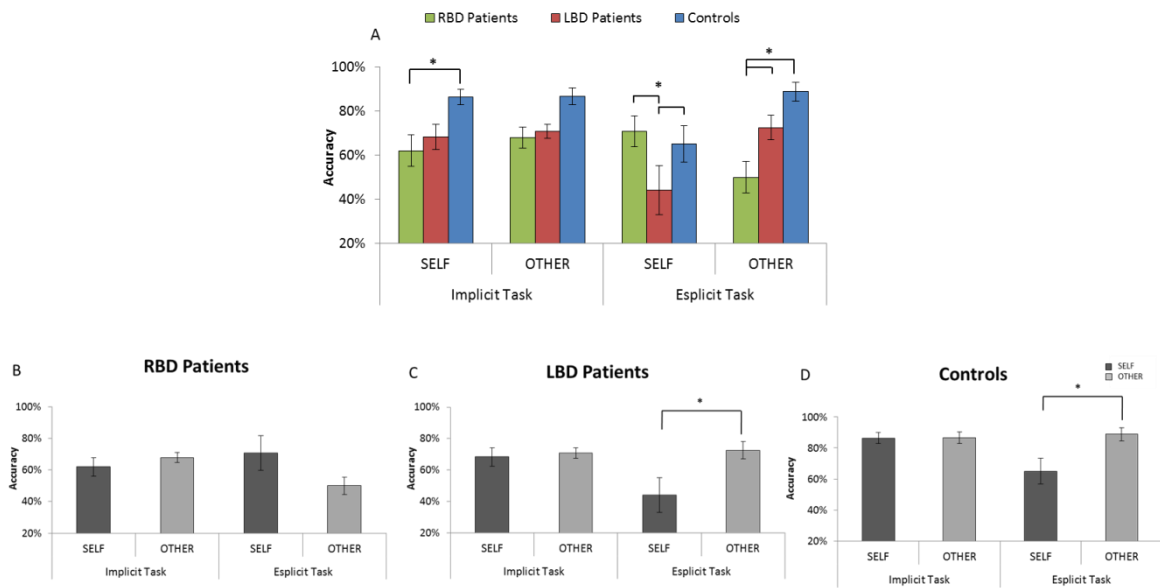 RBD Patients LBD Patients Controls
A
*
*
*
100%
80%
60%
40%
20%
Accuracy
SELF OTHER SELF OTHER
Implicit Task Esplicit Task
B
RBD Patients
100%
80%
60%
40%
20%
Accuracy
SELF OTHER SELF OTHER
Implicit Task Esplicit Task
C
LBD Patients
*
100%
80%
60%
40%
20%
Accuracy
SELF OTHER SELF OTHER
Implicit Task Esplicit Task
D
Controls
SELF
OTHER
*
100%
80%
60%
40%
20%
Accuracy
SELF OTHER SELF OTHER
Implicit Task Esplicit Task